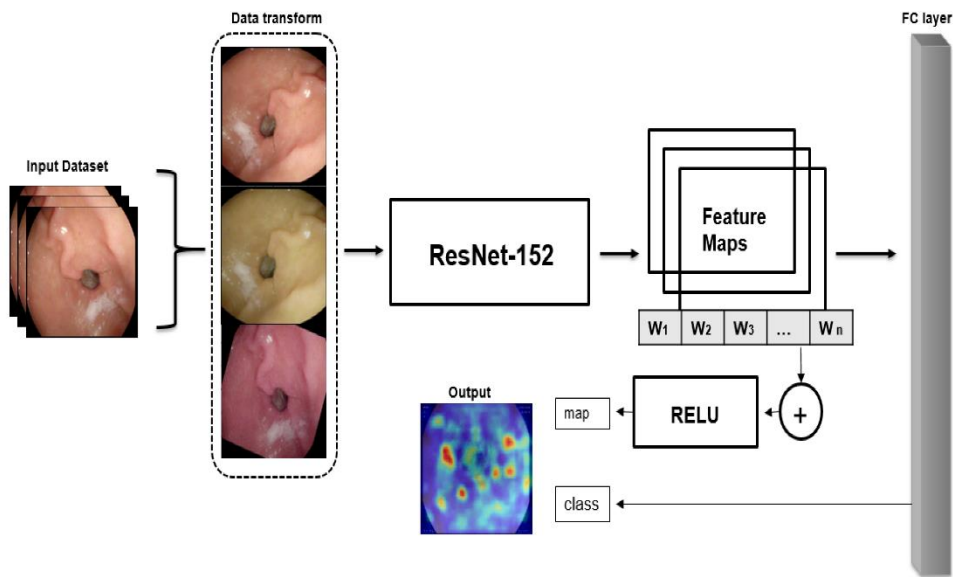 Data transform
FC layer
Input Dataset
ResNet-152
Feature
Maps
W1 W2 W3 ... Wn
Output
map
RELU
+
class